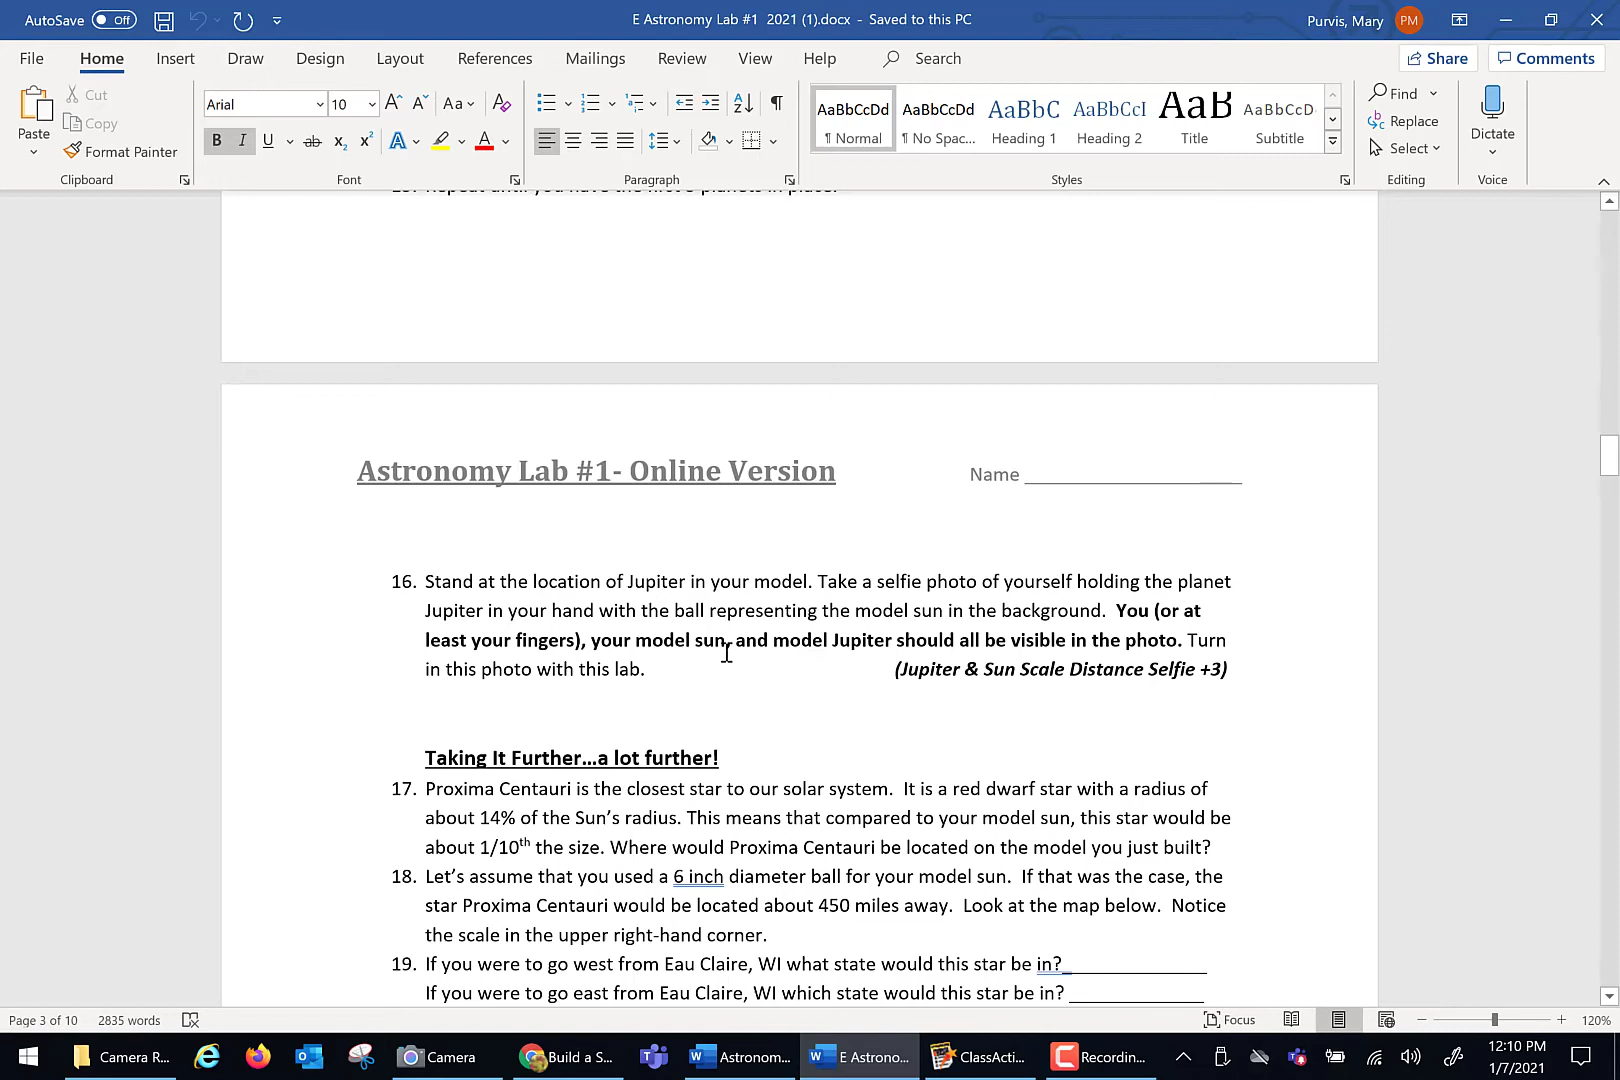 AutoSave Off
E Astronomy Lab #1 2021 (1).docx - Saved to this PC
Purvis, Mary PM
File Home Insert Draw Design Layout References Mailings Review View Help Search Share Comments
Paste
Cut
Copy
Format Painter
Clipboard
Arial 10
Font
Paragraph
AaBbCcDd AaBbCcDd AaBbC AaBbCcI AaB AaBbCcD
¶ Normal ¶ No Spac... Heading 1 Heading 2 Title Subtitle
Styles
Find
Replace
Select
Editing
Dictate
Voice
Astronomy Lab #1- Online Version Name
16. Stand at the location of Jupiter in your model. Take a selfie photo of yourself holding the planet
Jupiter in your hand with the ball representing the model sun in the background. You (or at
least your fingers), your model sun, and model Jupiter should all be visible in the photo. Turn
in this photo with this lab. (Jupiter & Sun Scale Distance Selfie +3)
Taking It Further...a lot further!
17. Proxima Centauri is the closest star to our solar system. It is a red dwarf star with a radius of
about 14% of the Sun's radius. This means that compared to your model sun, this star would be
about 1/10th the size. Where would Proxima Centauri be located on the model you just built?
18. Let's assume that you used a 6 inch diameter ball for your model sun. If that was the case, the
star Proxima Centauri would be located about 450 miles away. Look at the map below. Notice
the scale in the upper right-hand corner.
19. If you were to go west from Eau Claire, WI what state would this star be in?
If you were to go east from Eau Claire, WI which state would this star be in?
Page 3 of 10 2835 words Focus 120%
Camera R... Camera Build a S... Astronom... E Astrono... ClassActi... Recordin...
12:10 PM
1/7/2021